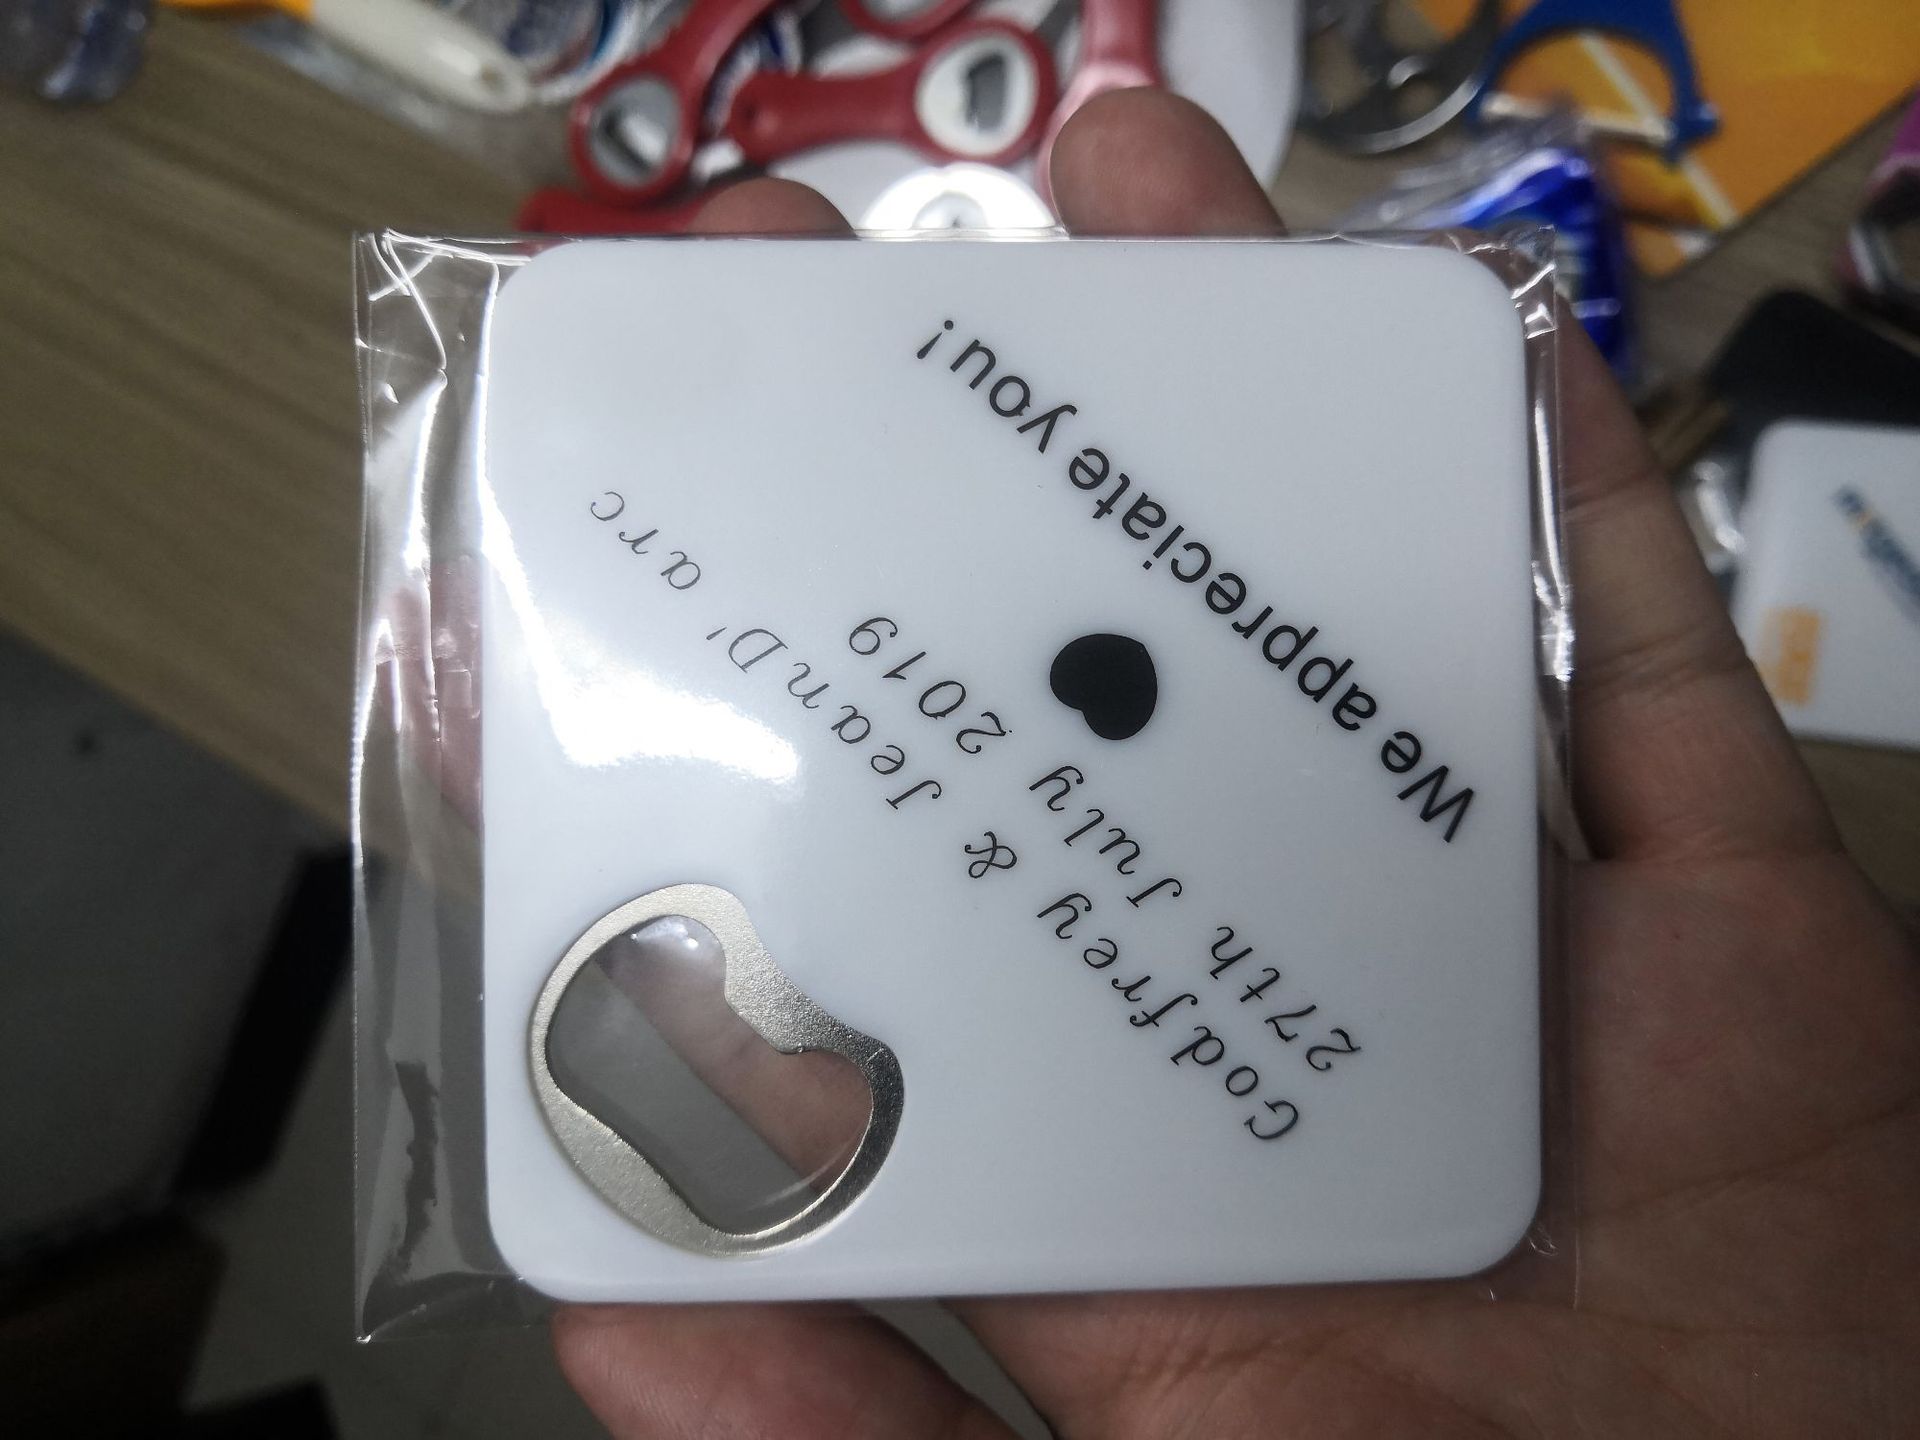 We appreciate you!
27th July 2019
Godfrey & JeanD' arc